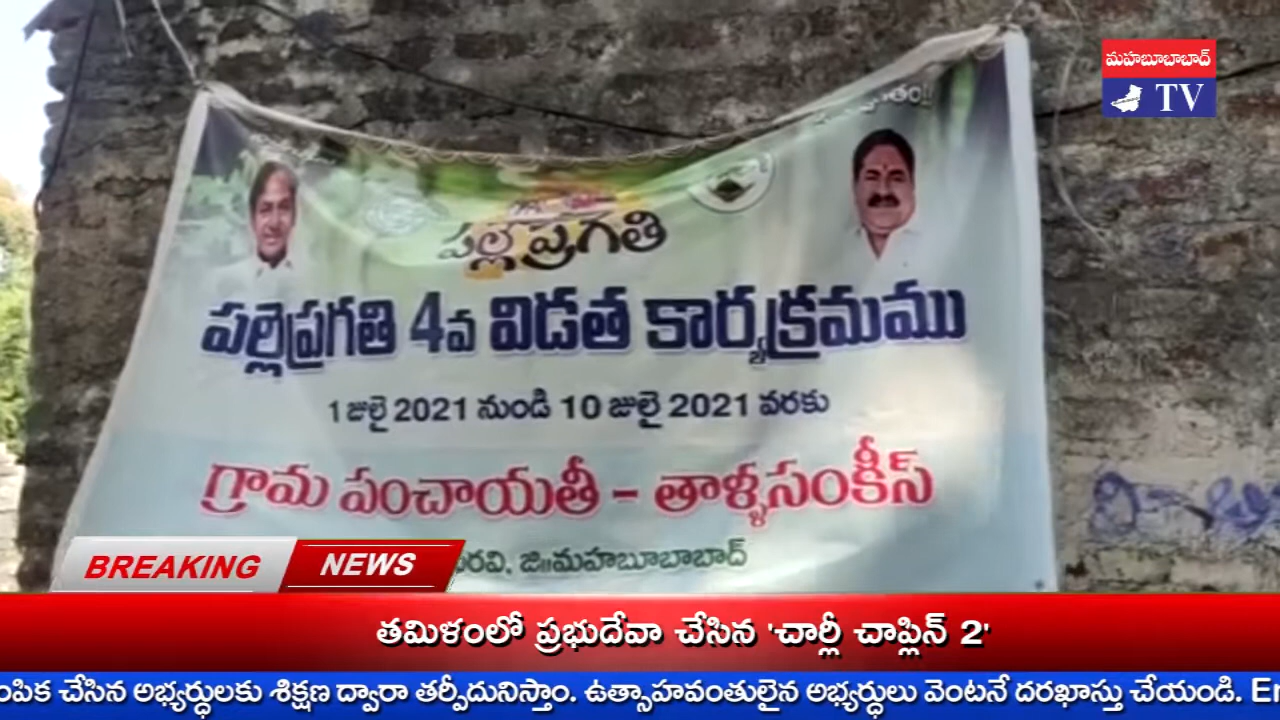 మహబూబాబాద్
TV
పల్లెప్రగతి
పల్లెప్రగతి 4వ విడత కార్యక్రమము
1 జులై 2021 నుండి 10 జులై 2021 వరకు
గ్రామ పంచాయతీ - తాళ్ళసంకీస్
జి॥మహబూబాబాద్
BREAKING NEWS
తమిళంలో ప్రభుదేవా చేసిన 'చార్లీ చాప్లిన్ 2'
చేసిన అభ్యర్ధులకు శిక్షణ ద్వారా తర్ఫీదునిస్తాం. ఉత్సాహవంతులైన అభ్యర్ధులు వెంటనే దరఖాస్తు చేయండి.